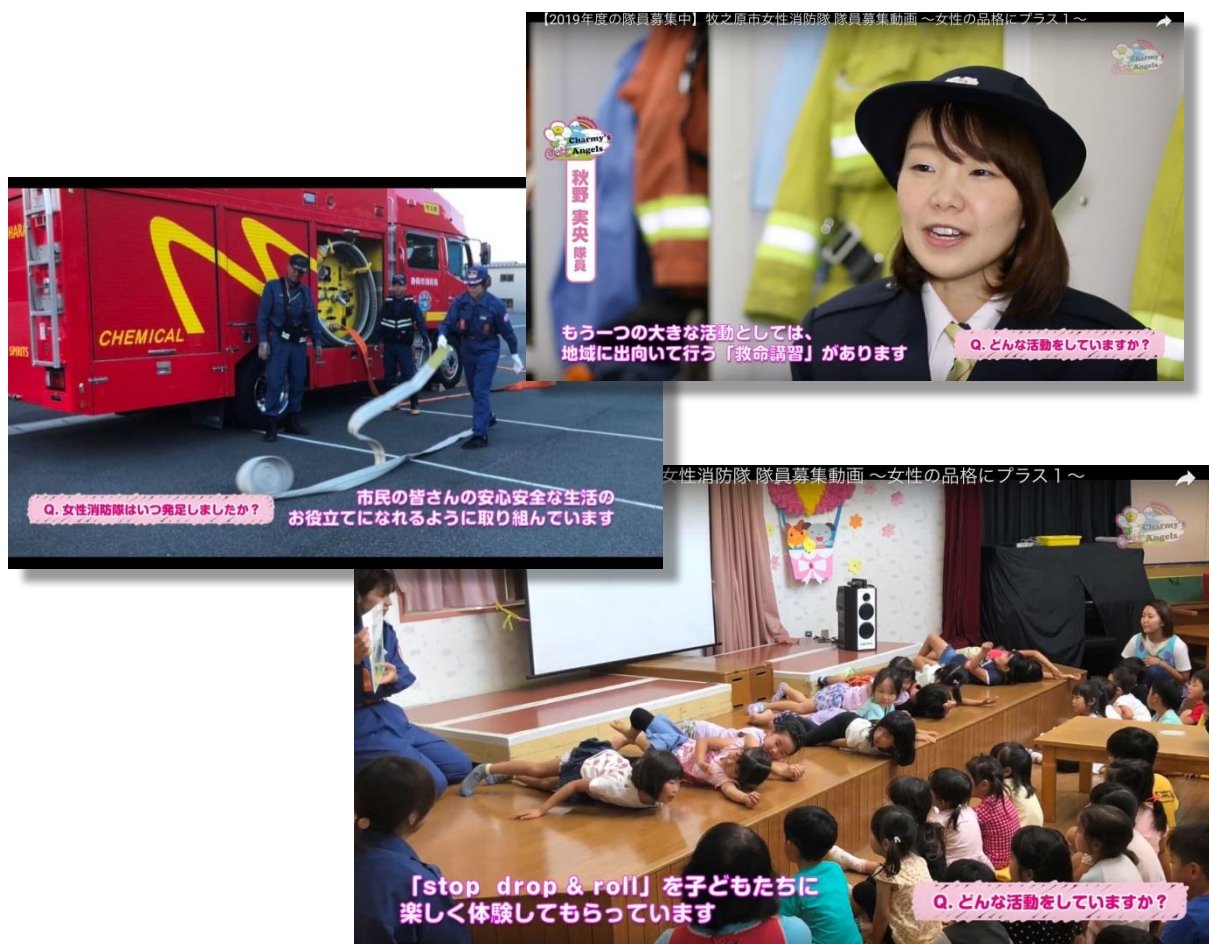 【2019年度の隊員募集中】牧之原市女性消防隊 隊員募集動画 ～女性の品格にプラス１～
Charmy's
Angels
Charmy's
Angels
秋野 実央 隊員
もう一つの大きな活動としては、
地域に出向いて行う「救命講習」があります
Q. どんな活動をしていますか？
CHEMICAL
SPIRITS
Q. 女性消防隊はいつ発足しましたか？
市民の皆さんの安心安全な生活の
お役立てになれるように取り組んでいます
女性消防隊 隊員募集動画 ～女性の品格にプラス１～
Charmy's
Angels
「stop drop & roll」を子どもたちに
楽しく体験してもらっています
Q. どんな活動をしていますか？